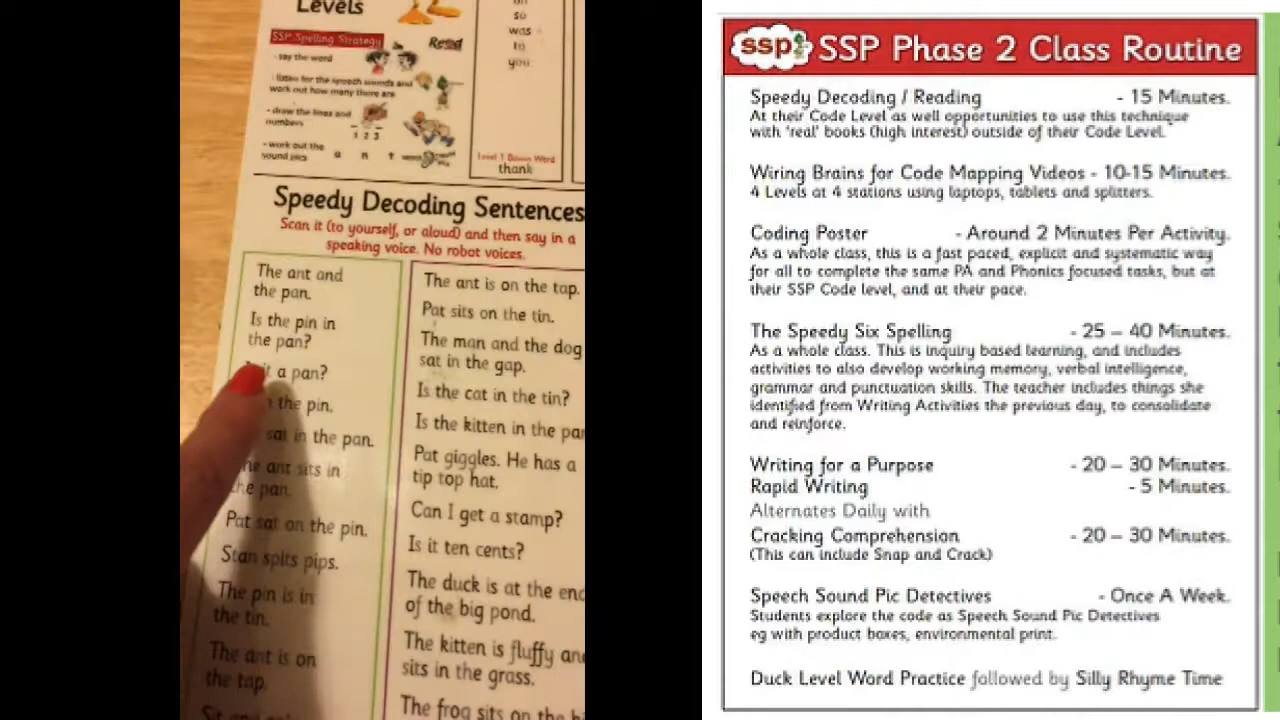 Levels
SSP Spelling Strategy
Read
- say the word
- listen for the speech sounds and
work out how many there are
- draw the lines and
numbers
1 2 3
- work out the
sound pics
a n t
so
was
to
you
Level 1 Bonus Word
thank
Speedy Decoding Sentences
Scan it (to yourself, or aloud) and then say in a
speaking voice. No robot voices.
The ant and
the pan.
Is the pin in
the pan?
it a pan?
the pin.
sat in the pan.
ant sits in
the pan.
Pat sat on the pin.
Stan spits pips.
The pin is in
the tin.
The ant is on
the tap.
The ant is on the tap.
Pat sits on the tin.
The man and the dog
sat in the gap.
Is the cat in the tin?
Is the kitten in the
Pat giggles. He has a
tip top hat.
Can I get a stamp?
Is it ten cents?
The duck is at the end
of the big pond.
The kitten is fluffy
sits in the grass.
The frog sits on the
ssp SSP Phase 2 Class Routine
Speedy Decoding / Reading - 15 Minutes.
At their Code Level as well opportunities to use this technique
with 'real' books (high interest) outside of their Code Level.
Wiring Brains for Code Mapping Videos - 10-15 Minutes.
4 Levels at 4 stations using laptops, tablets and splitters.
Coding Poster - Around 2 Minutes Per Activity.
As a whole class, this is a fast paced, explicit and systematic way
for all to complete the same PA and Phonics focused tasks, but at
their SSP Code level, and at their pace.
The Speedy Six Spelling - 25 – 40 Minutes.
As a whole class. This is inquiry based learning, and includes
activities to also develop working memory, verbal intelligence,
grammar and punctuation skills. The teacher includes things she
identified from Writing Activities the previous day, to consolidate
and reinforce.
Writing for a Purpose - 20 – 30 Minutes.
Rapid Writing - 5 Minutes.
Alternates Daily with
Cracking Comprehension - 20 – 30 Minutes.
(This can include Snap and Crack)
Speech Sound Pic Detectives - Once A Week.
Students explore the code as Speech Sound Pic Detectives
eg with product boxes, environmental print.
Duck Level Word Practice followed by Silly Rhyme Time